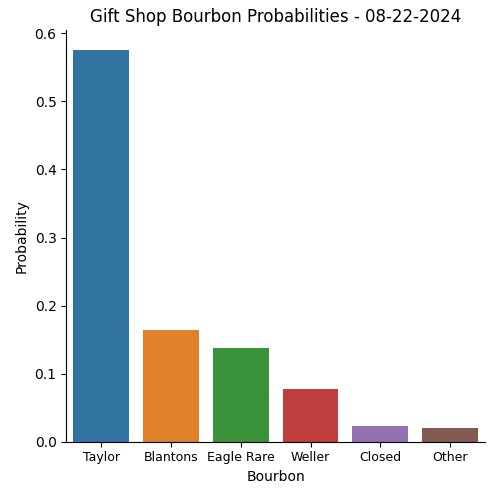 Gift Shop Bourbon Probabilities - 08-22-2024
0.6
0.5
0.4
0.3
0.2
0.1
0.0
Probability
Taylor Blantons Eagle Rare Weller Closed Other
Bourbon